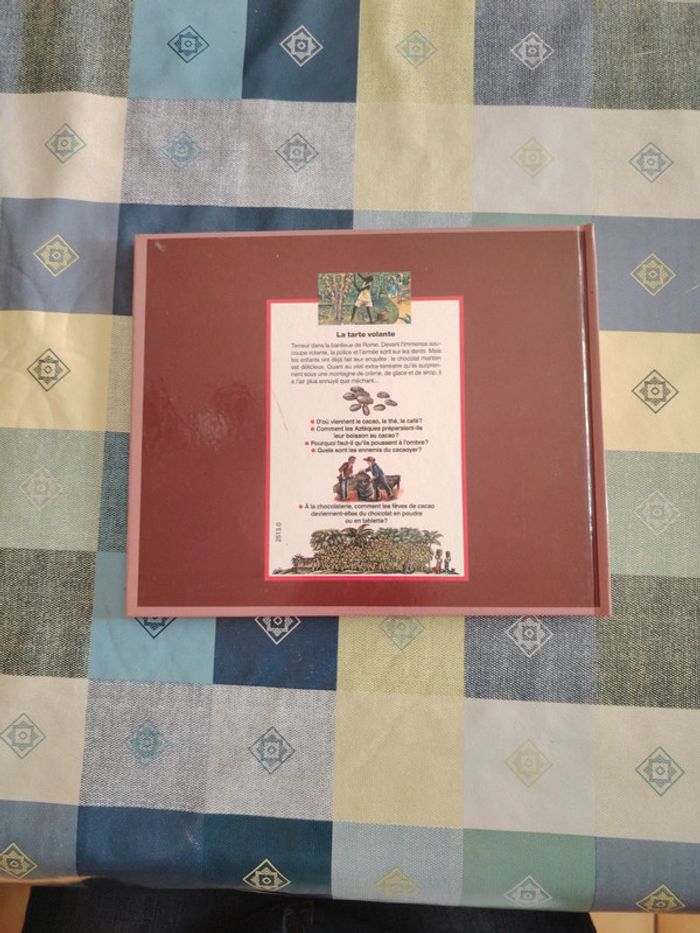 La tarte volante
Terreur dans la banlieue de Rome. Devant l'immense sou-
coupe volante, la police et l'armée sont sur les dents. Mais
les enfants ont déjà fait leur enquête : le chocolat martien
est délicieux. Quant au vieil extra-terrestre qu'ils surpren-
nent sous une montagne de crème, de glace et de sirop, il
a l'air plus ennuyé que méchant...
● D'où viennent le cacao, le thé, le café?
● Comment les Aztèques préparaient-ils
leur boisson au cacao?
● Pourquoi faut-il qu'ils poussent à l'ombre?
● Quels sont les ennemis du cacaoyer?
● À la chocolaterie, comment les fèves de cacao
deviennent-elles du chocolat en poudre
ou en tablette?
2513.0